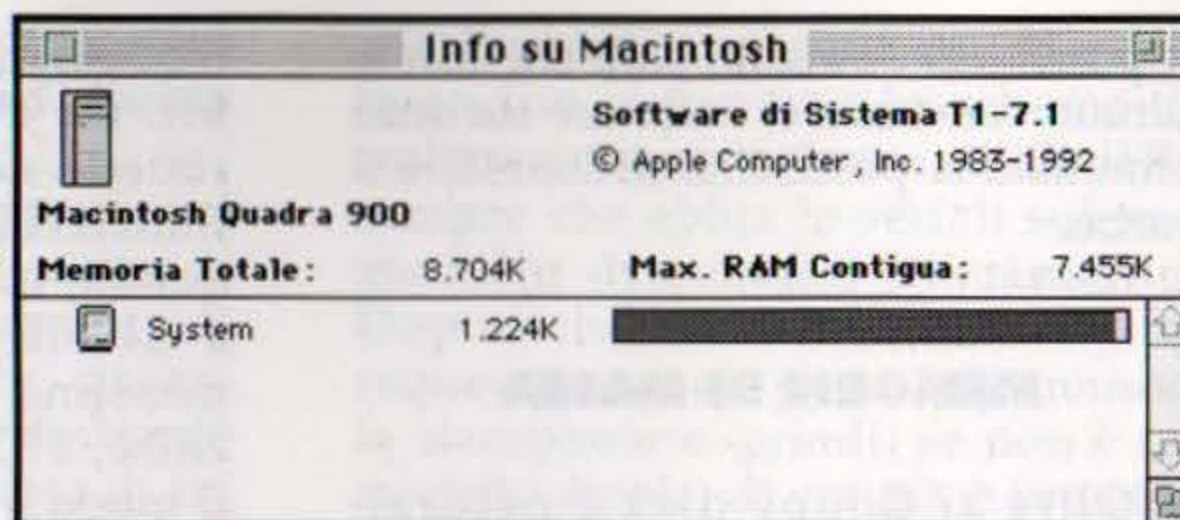 Info su Macintosh
Software di Sistema T1-7.1
© Apple Computer, Inc. 1983-1992
Macintosh Quadra 900
Memoria Totale: 8.704K Max. RAM Contigua: 7.455K
System 1.224K